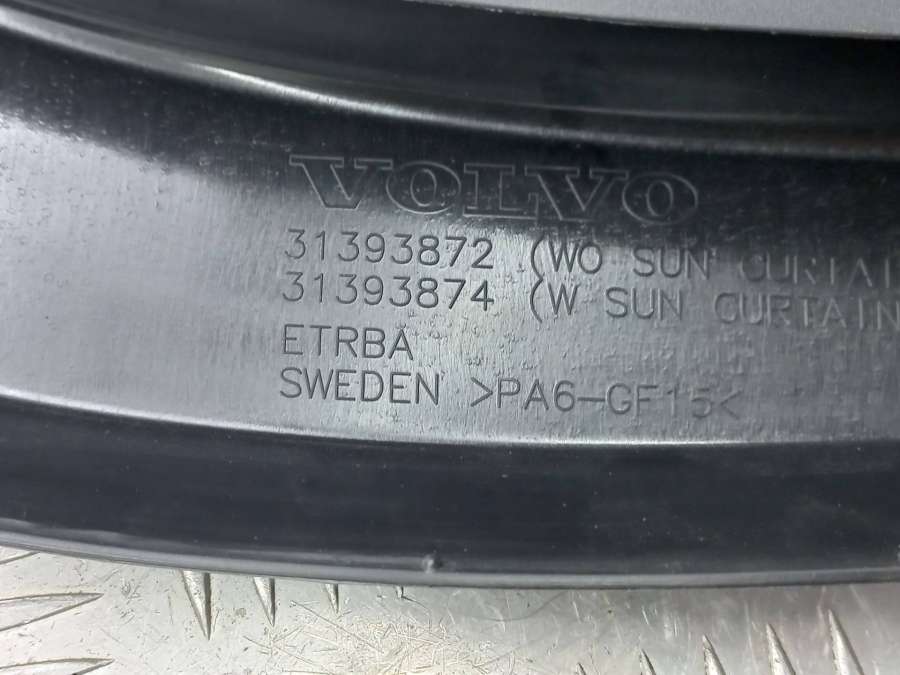 VOLVO
31393872 (WO SUN CURTAI
31393874 (W SUN CURTAIN
ETRBA
SWEDEN >PA6-GF15<